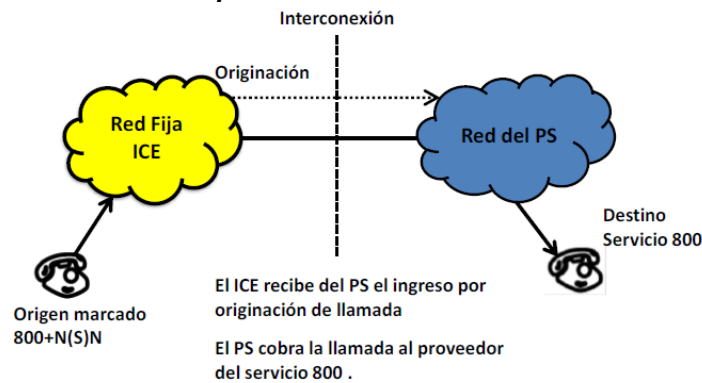 Interconexión
Originación
Red Fija
ICE
Red del PS
Destino
Servicio 800
Origen marcado
800+N(S)N
El ICE recibe del PS el ingreso por
originación de llamada
El PS cobra la llamada al proveedor
del servicio 800 .